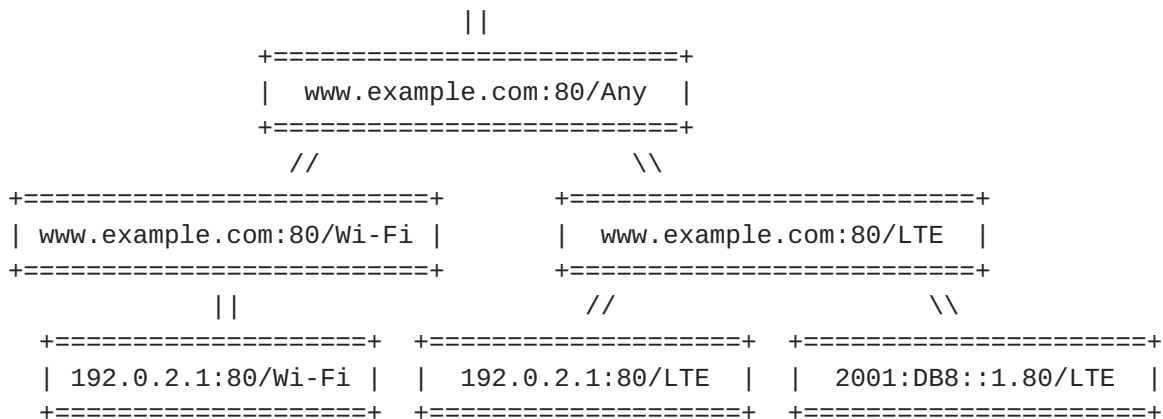 ||
+==========================+
| www.example.com:80/Any |
+==========================+
// \\
+==========================+ +==========================+
| www.example.com:80/Wi-Fi | | www.example.com:80/LTE |
+==========================+ +==========================+
|| // \\
+====================+ +====================+ +======================+
| 192.0.2.1:80/Wi-Fi | | 192.0.2.1:80/LTE | | 2001:DB8::1.80/LTE |
+====================+ +====================+ +======================+